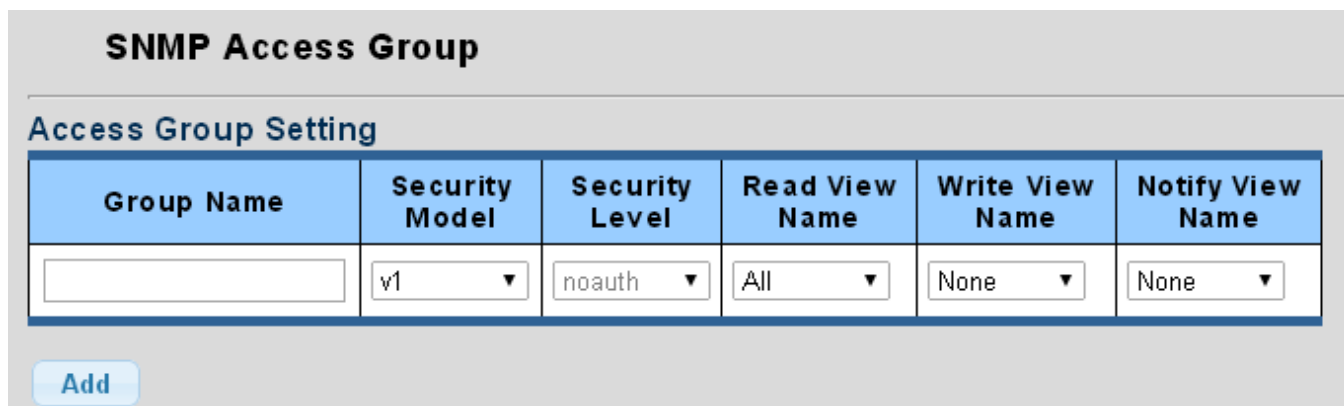 SNMP Access Group
Access Group Setting
Group Name
Security
Model
Security
Level
Read View
Name
Write View
Name
Notify View
Name
v1
noauth
All
None
None
Add